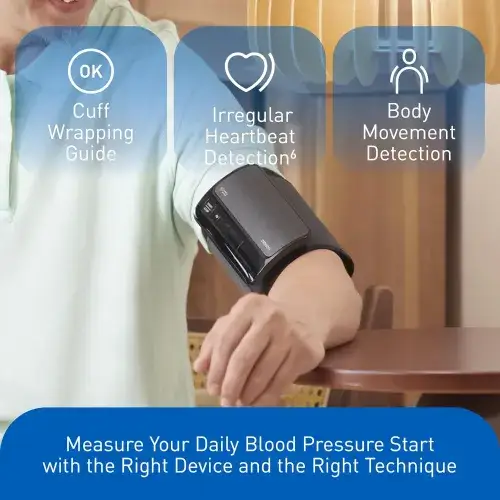 OK
Cuff
Wrapping
Guide
Irregular
Heartbeat
Detection⁶
Body
Movement
Detection
Measure Your Daily Blood Pressure Start
with the Right Device and the Right Technique